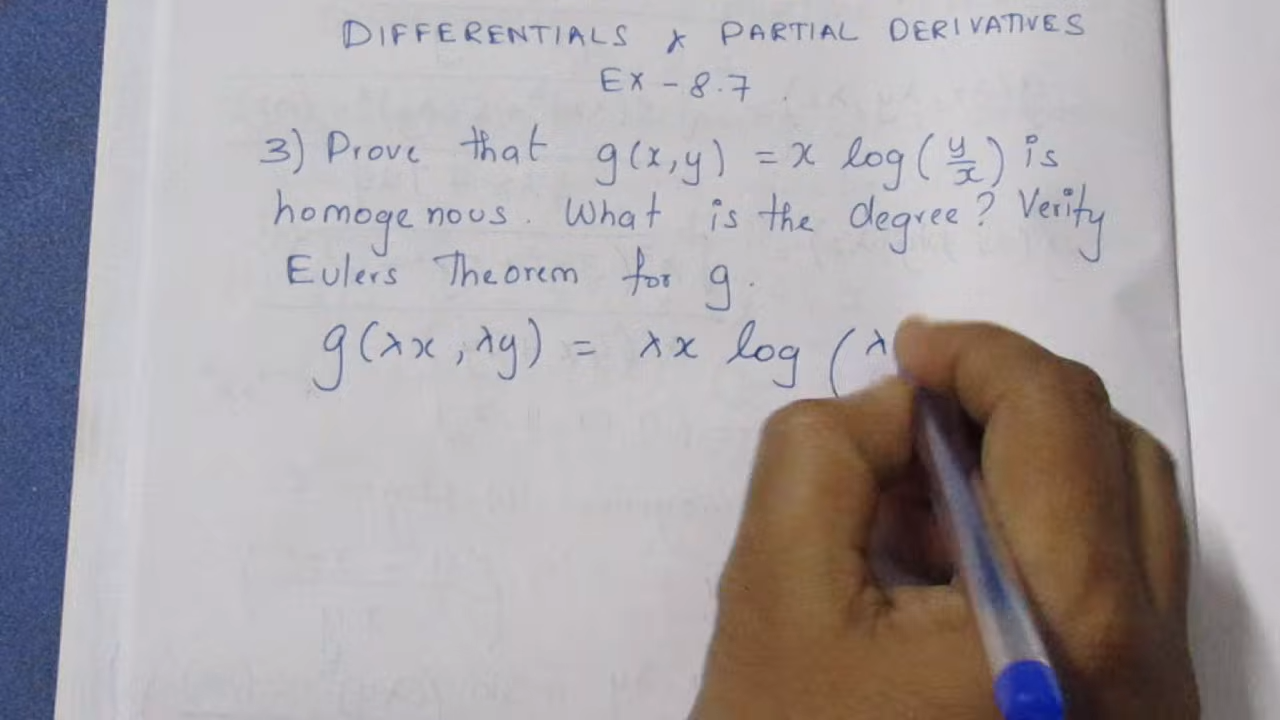 DIFFERENTIALS & PARTIAL DERIVATIVES
EX - 8.7
3) Prove that g(x,y) = x log(y/x) is
homogenous. What is the degree? Verify
Eulers Theorem for g.
g(λx, λy) = λx log (λ